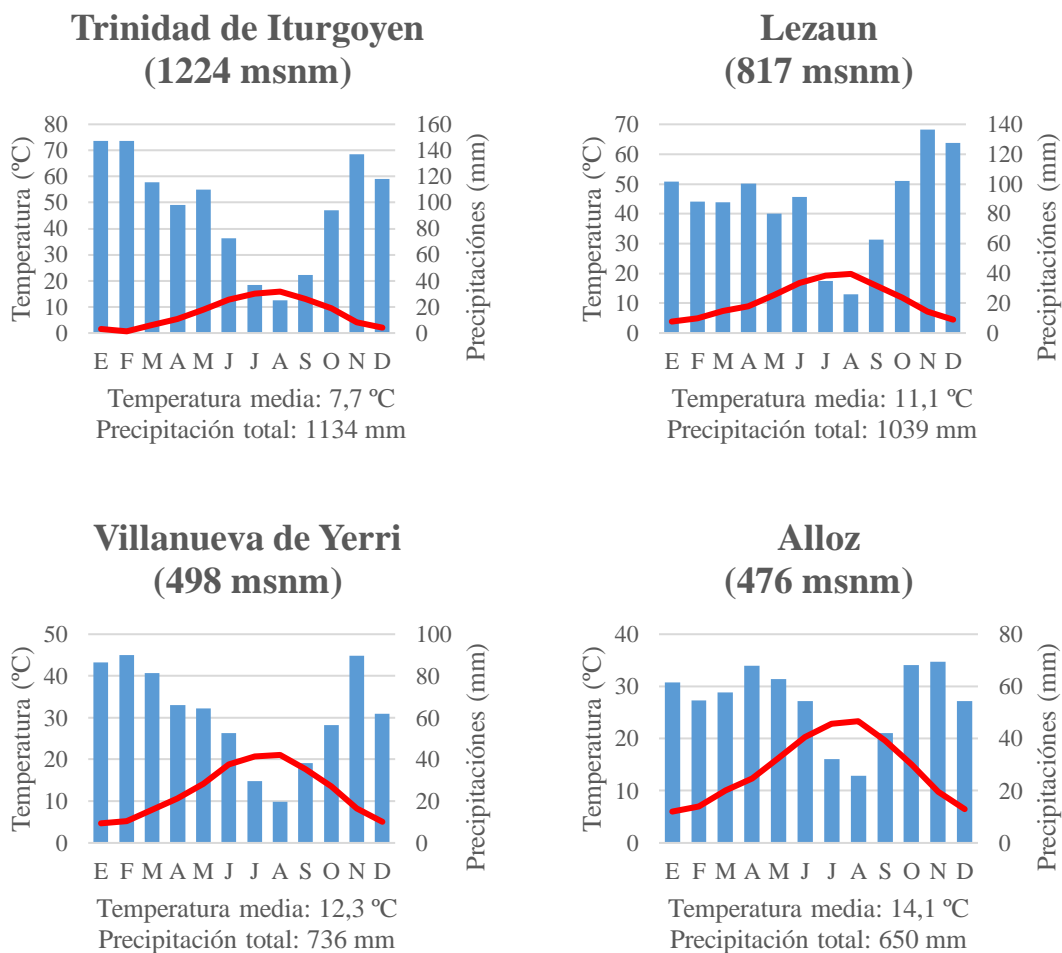 Trinidad de Iturgoyen
(1224 msnm)
Temperatura (ºC)
80
70
60
50
40
30
20
10
0
160
140
120
100
80
60
40
20
0
Precipitaciónes (mm)
E F M A M J J A S O N D
Temperatura media: 7,7 ºC
Precipitación total: 1134 mm
Lezaun
(817 msnm)
Temperatura (ºC)
70
60
50
40
30
20
10
0
140
120
100
80
60
40
20
0
Precipitaciónes (mm)
E F M A M J J A S O N D
Temperatura media: 11,1 ºC
Precipitación total: 1039 mm
Villanueva de Yerri
(498 msnm)
Temperatura (ºC)
50
40
30
20
10
0
100
80
60
40
20
0
Precipitaciónes (mm)
E F M A M J J A S O N D
Temperatura media: 12,3 ºC
Precipitación total: 736 mm
Alloz
(476 msnm)
Temperatura (ºC)
40
30
20
10
0
80
60
40
20
0
Precipitaciónes (mm)
E F M A M J J A S O N D
Temperatura media: 14,1 ºC
Precipitación total: 650 mm